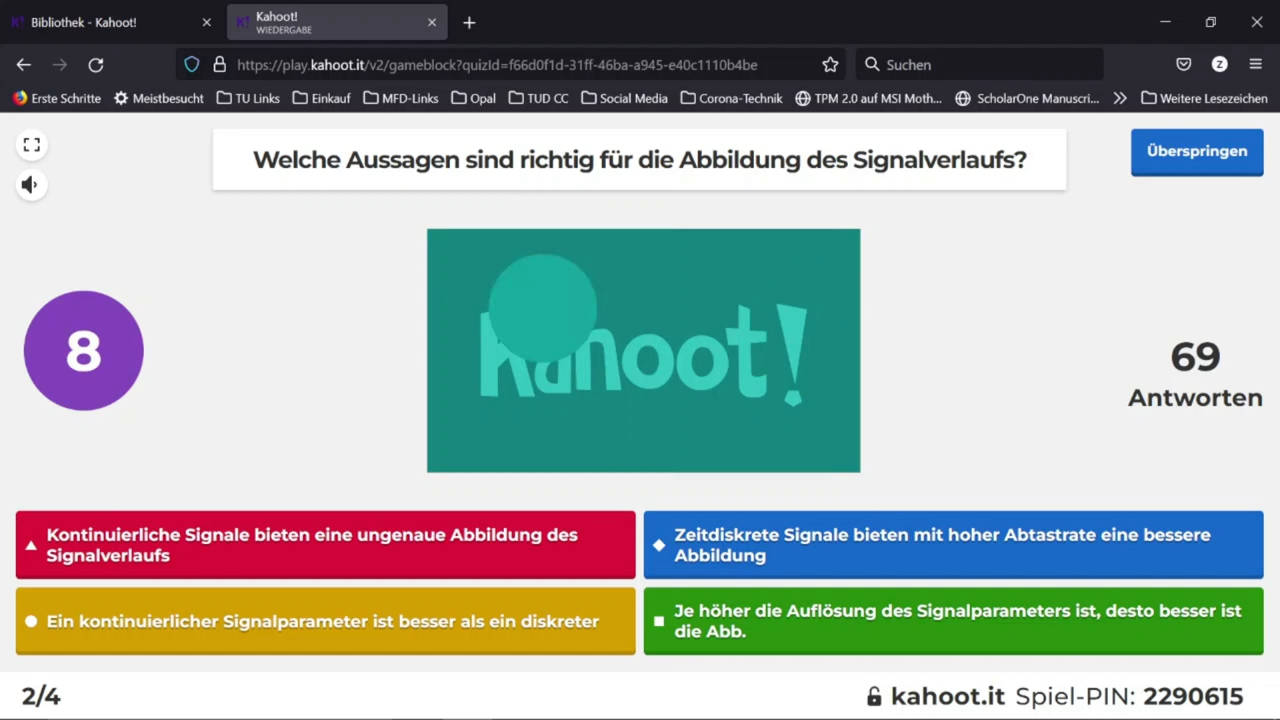 Bibliothek - Kahoot!
Kahoot!
WIEDERGABE
https://play.kahoot.it/v2/gameblock?quizId=f66d0f1d-31ff-46ba-a945-e40c1110b4be
Suchen
Z
Erste Schritte
Meistbesucht
TU Links
Einkauf
MFD-Links
Opal
TUD CC
Social Media
Corona-Technik
TPM 2.0 auf MSI Moth...
ScholarOne Manuscri...
Weitere Lesezeichen
Welche Aussagen sind richtig für die Abbildung des Signalverlaufs?
Überspringen
Kahoot!
8
69
Antworten
Kontinuierliche Signale bieten eine ungenaue Abbildung des
Signalverlaufs
Zeitdiskrete Signale bieten mit hoher Abtastrate eine bessere
Abbildung
Ein kontinuierlicher Signalparameter ist besser als ein diskreter
Je höher die Auflösung des Signalparameters ist, desto besser ist
die Abb.
2/4
kahoot.it Spiel-PIN: 2290615